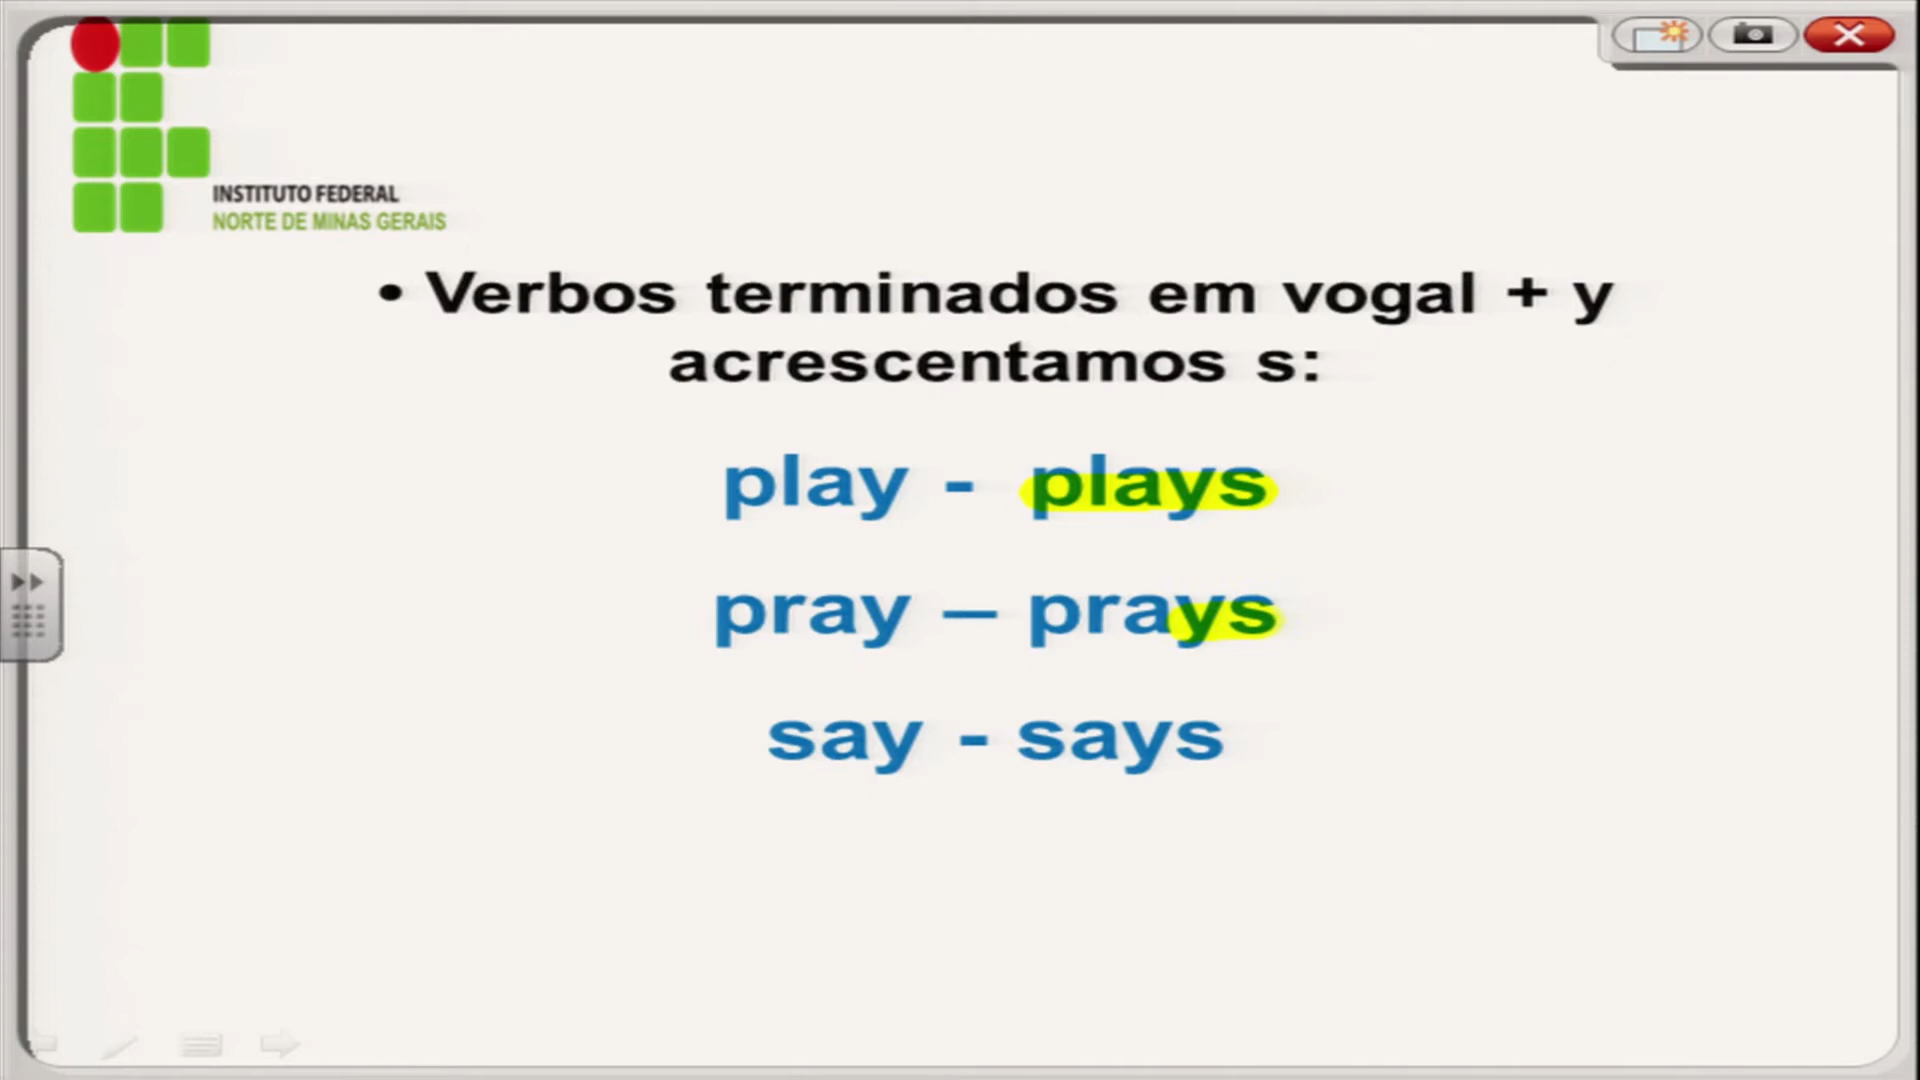 INSTITUTO FEDERAL
NORTE DE MINAS GERAIS
• Verbos terminados em vogal + y
acrescentamos s:
play - plays
pray – prays
say - says